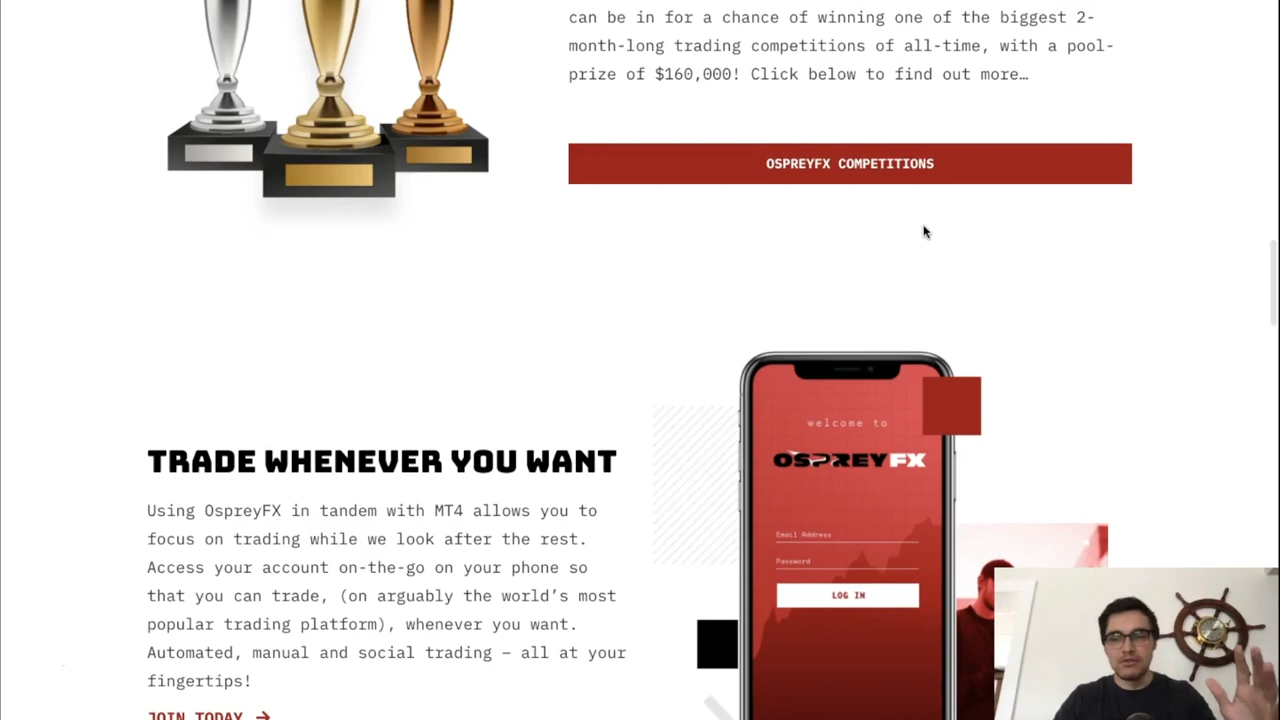 can be in for a chance of winning one of the biggest 2-
month-long trading competitions of all-time, with a pool-
prize of $160,000! Click below to find out more…
OSPREYFX COMPETITIONS
TRADE WHENEVER YOU WANT
Using OspreyFX in tandem with MT4 allows you to
focus on trading while we look after the rest.
Access your account on-the-go on your phone so
that you can trade, (on arguably the world’s most
popular trading platform), whenever you want.
Automated, manual and social trading – all at your
fingertips!
JOIN TODAY →
welcome to
OSPREYFX
Email Address
Password
LOG IN